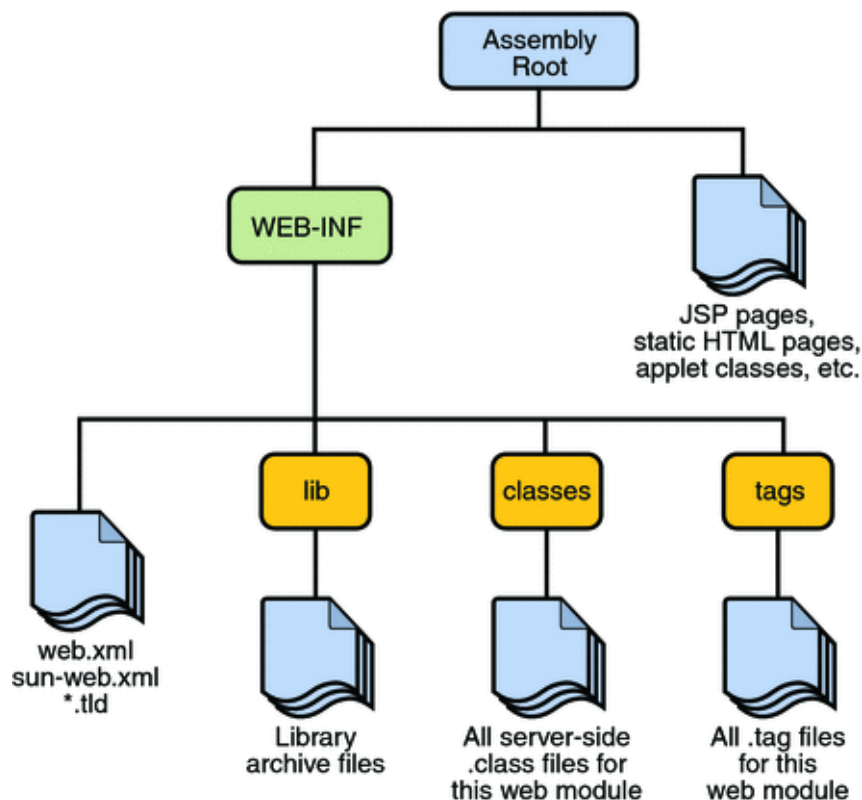 Assembly
Root
WEB-INF
JSP pages,
static HTML pages,
applet classes, etc.
lib
classes
tags
web.xml
sun-web.xml
*.tld
Library
archive files
All server-side
.class files for
this web module
All .tag files
for this
web module